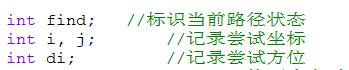 int find;   //标识当前路径状态
int i, j;       //记录尝试坐标
int di;         //记录尝试方位